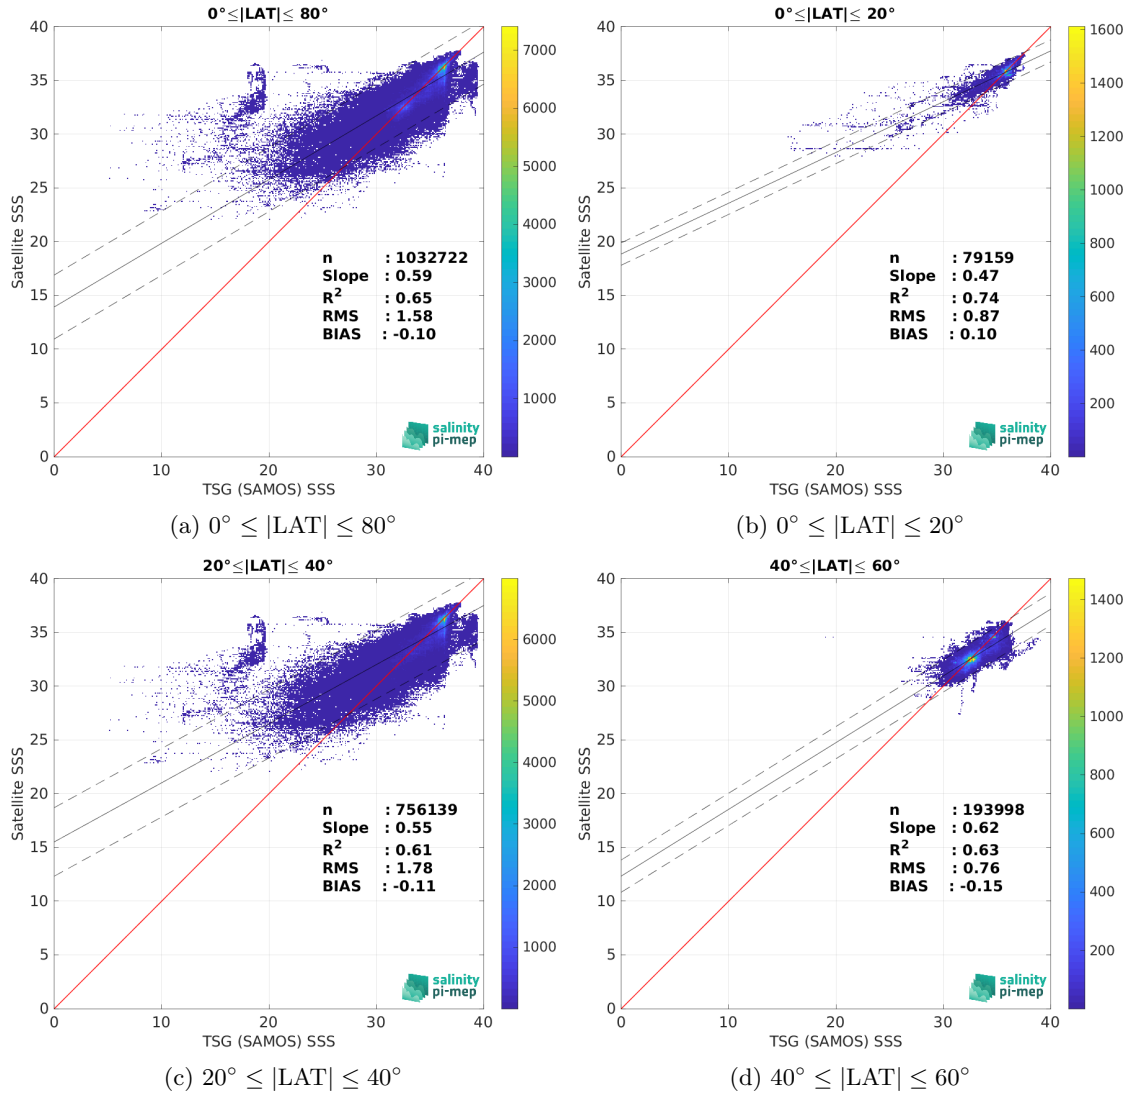 0°≤|LAT|≤ 80°
40
35
30
25
20
15
10
5
0
Satellite SSS
n : 1032722
Slope : 0.59
R² : 0.65
RMS : 1.58
BIAS : -0.10
salinity
pi-mep
0 10 20 30 40
TSG (SAMOS) SSS
7000
6000
5000
4000
3000
2000
1000
(a) 0° ≤ |LAT| ≤ 80°
0°≤|LAT|≤ 20°
40
35
30
25
20
15
10
5
0
Satellite SSS
n : 79159
Slope : 0.47
R² : 0.74
RMS : 0.87
BIAS : 0.10
salinity
pi-mep
0 10 20 30 40
TSG (SAMOS) SSS
1600
1400
1200
1000
800
600
400
200
(b) 0° ≤ |LAT| ≤ 20°
20°≤|LAT|≤ 40°
40
35
30
25
20
15
10
5
0
Satellite SSS
n : 756139
Slope : 0.55
R² : 0.61
RMS : 1.78
BIAS : -0.11
salinity
pi-mep
0 10 20 30 40
TSG (SAMOS) SSS
6000
5000
4000
3000
2000
1000
(c) 20° ≤ |LAT| ≤ 40°
40°≤|LAT|≤ 60°
40
35
30
25
20
15
10
5
0
Satellite SSS
n : 193998
Slope : 0.62
R² : 0.63
RMS : 0.76
BIAS : -0.15
salinity
pi-mep
0 10 20 30 40
TSG (SAMOS) SSS
1400
1200
1000
800
600
400
200
(d) 40° ≤ |LAT| ≤ 60°